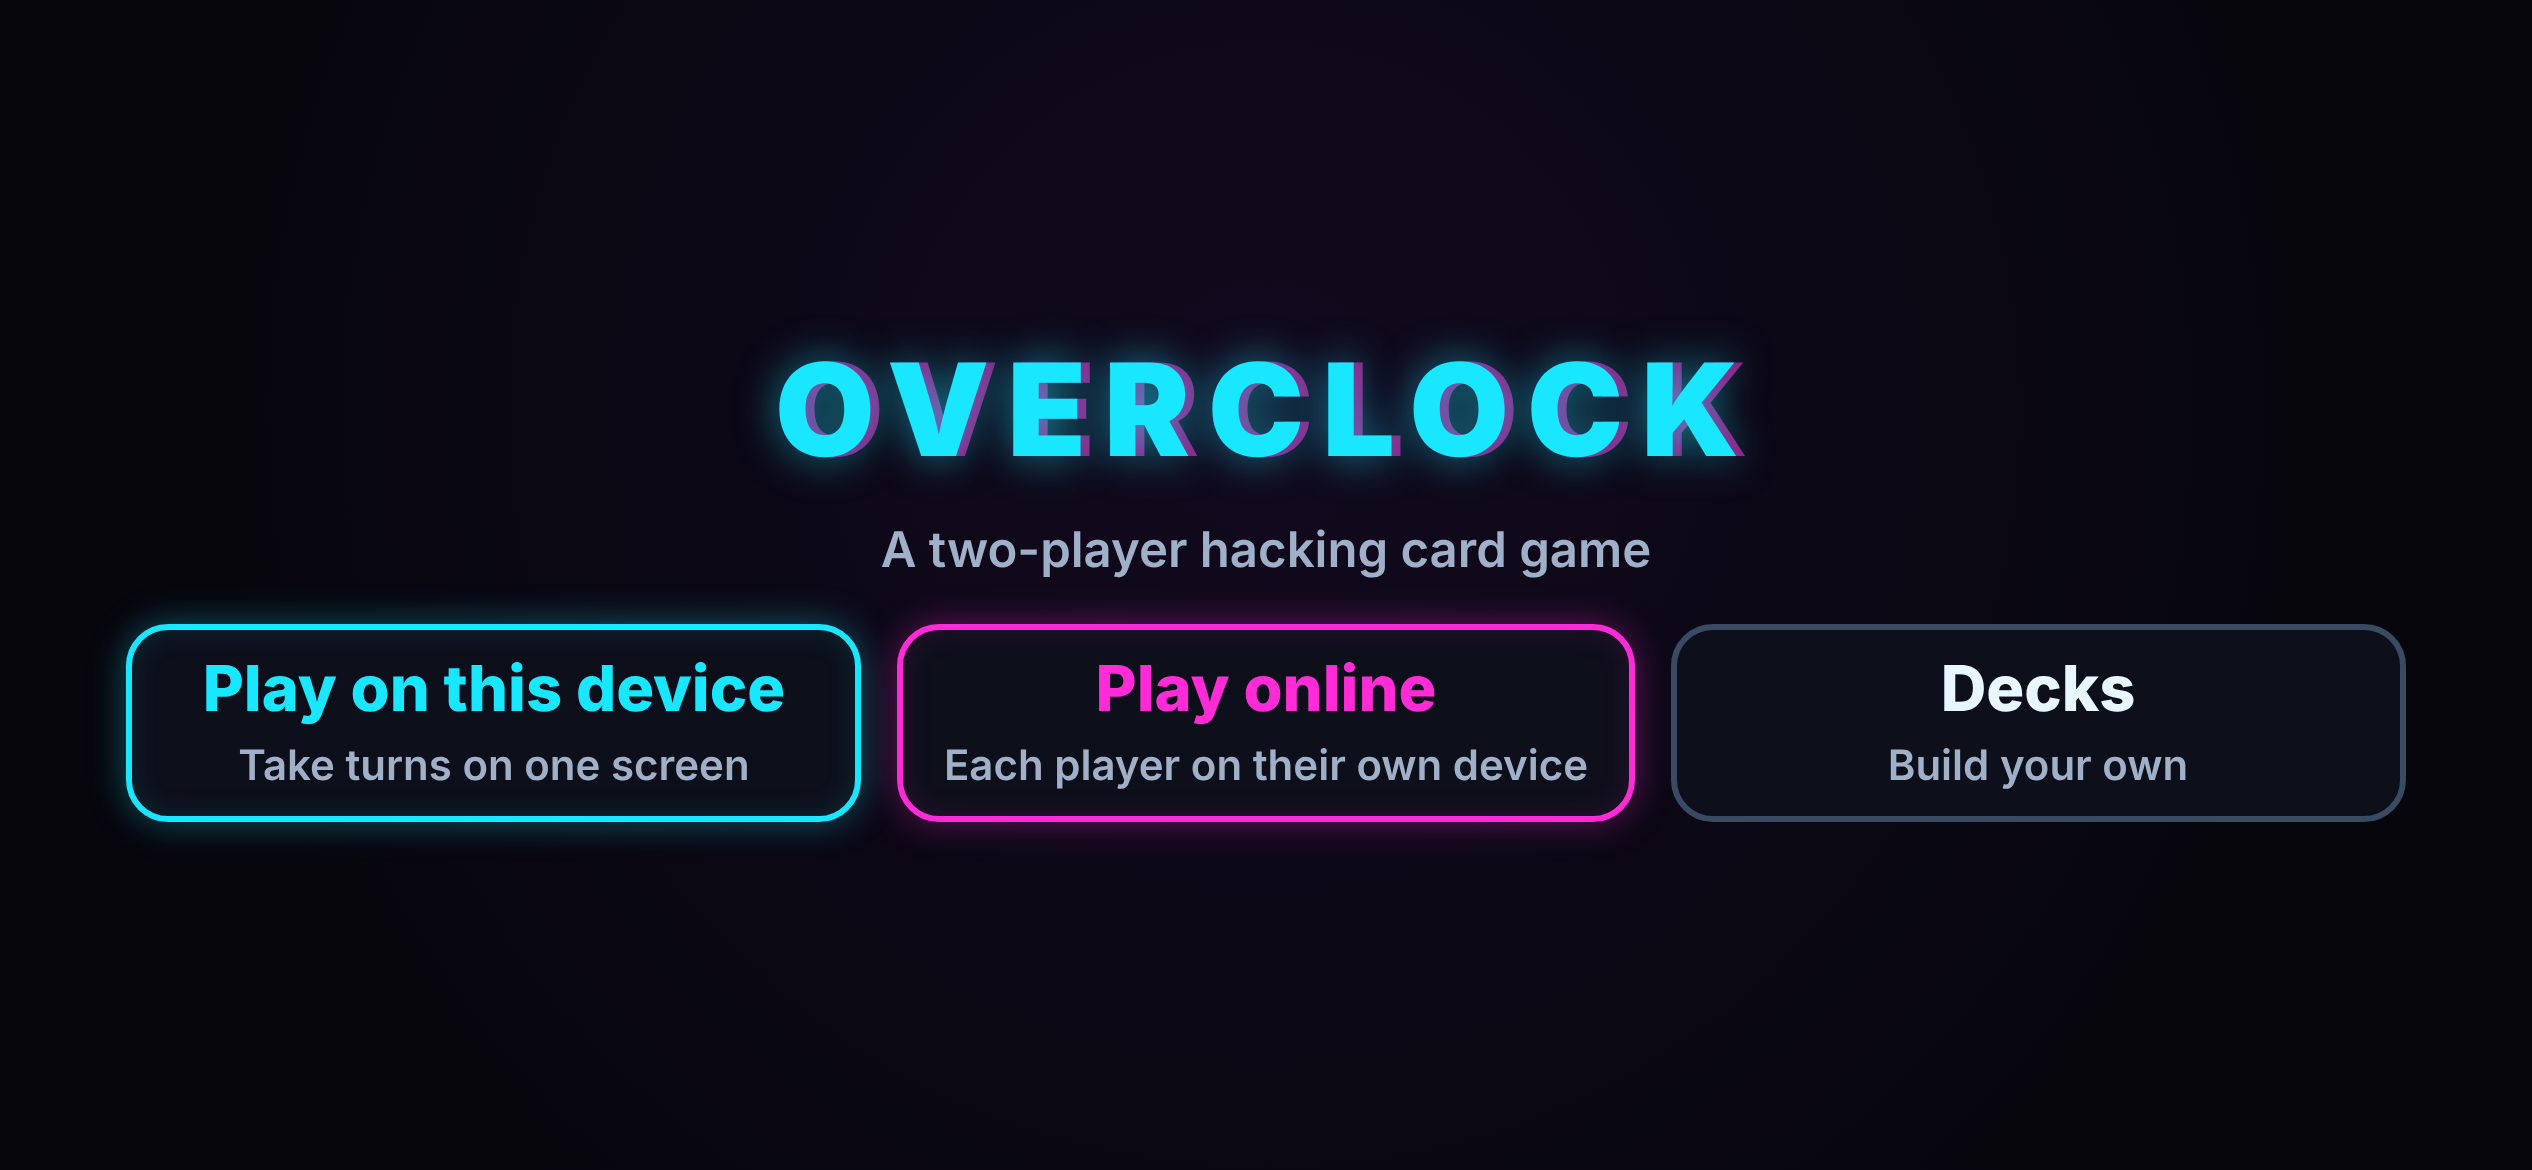 OVERCLOCK
A two-player hacking card game
Play on this device
Take turns on one screen
Play online
Each player on their own device
Decks
Build your own